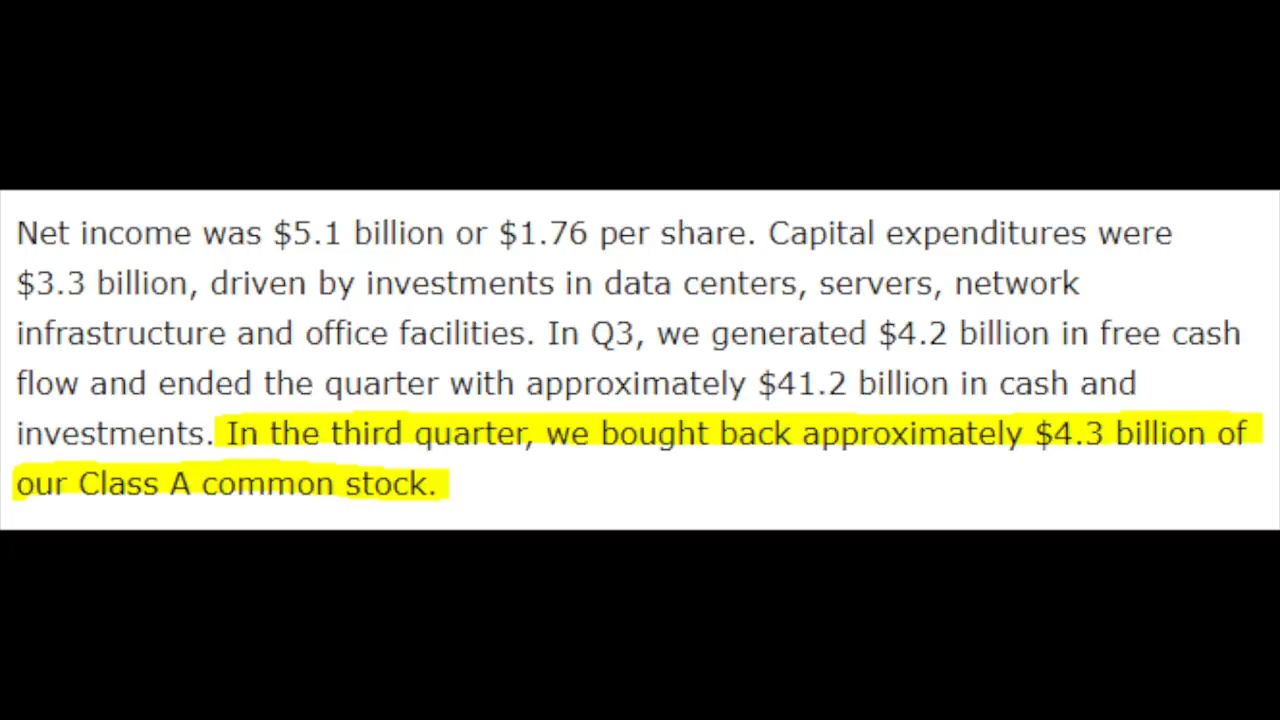 Net income was $5.1 billion or $1.76 per share. Capital expenditures were
$3.3 billion, driven by investments in data centers, servers, network
infrastructure and office facilities. In Q3, we generated $4.2 billion in free cash
flow and ended the quarter with approximately $41.2 billion in cash and
investments. In the third quarter, we bought back approximately $4.3 billion of
our Class A common stock.